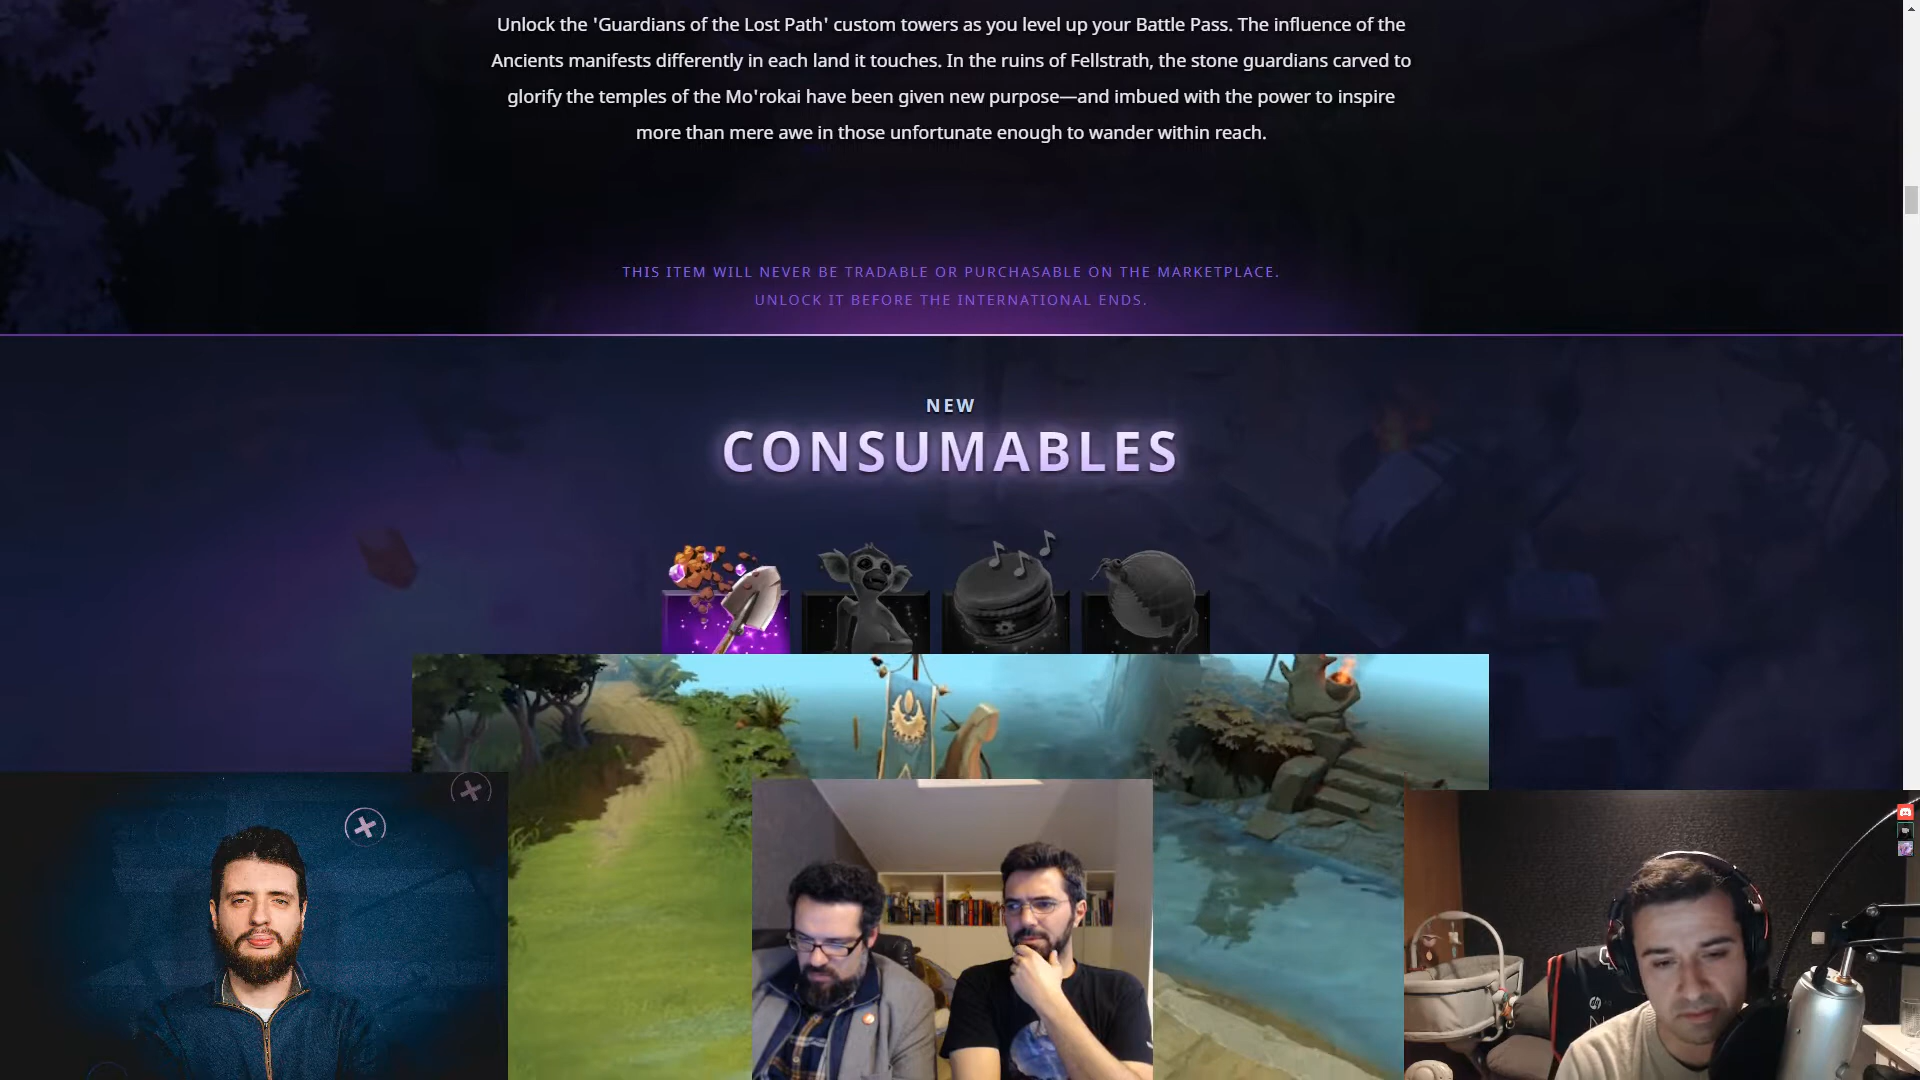 Unlock the 'Guardians of the Lost Path' custom towers as you level up your Battle Pass. The influence of the
Ancients manifests differently in each land it touches. In the ruins of Fellstrath, the stone guardians carved to
glorify the temples of the Mo'rokai have been given new purpose—and imbued with the power to inspire
more than mere awe in those unfortunate enough to wander within reach.
THIS ITEM WILL NEVER BE TRADABLE OR PURCHASABLE ON THE MARKETPLACE.
UNLOCK IT BEFORE THE INTERNATIONAL ENDS.
NEW
CONSUMABLES